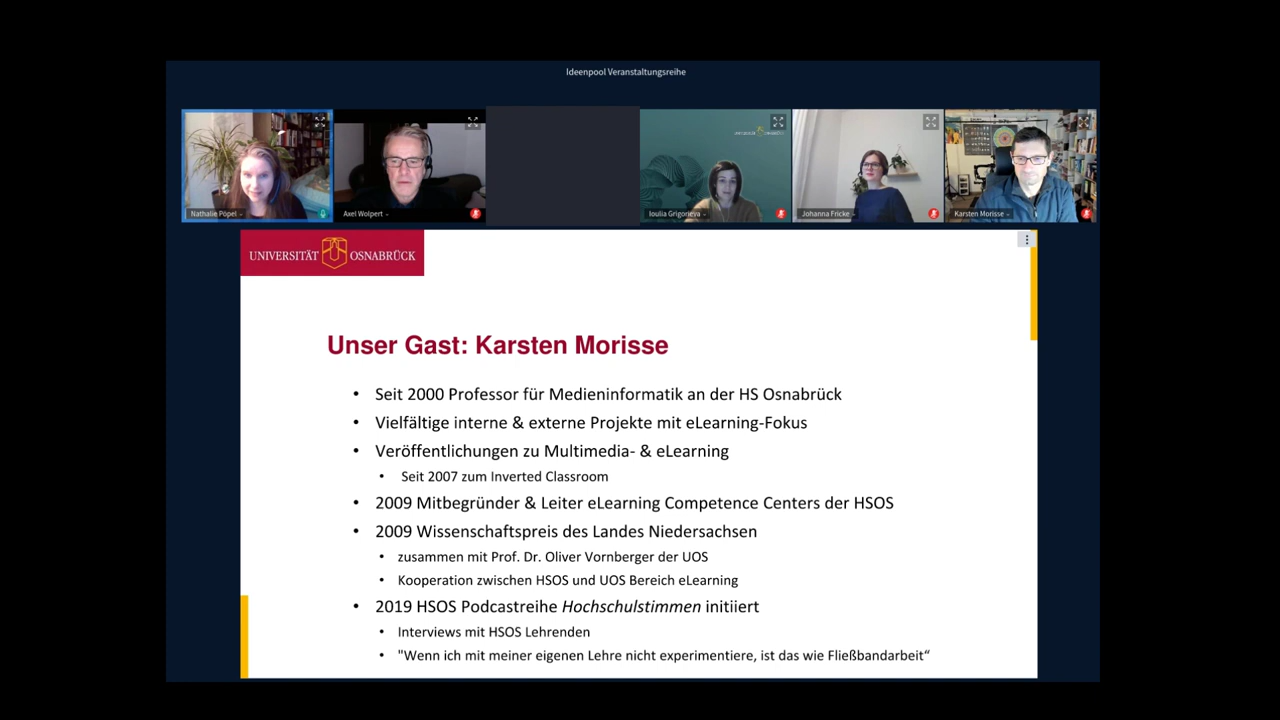 Ideenpool Veranstaltungsreihe
Nathalie Pöpel
Axel Wolpert
Ioulia Grigorieva
Johanna Fricke
Karsten Morisse
UNIVERSITÄT OSNABRÜCK
Unser Gast: Karsten Morisse
• Seit 2000 Professor für Medieninformatik an der HS Osnabrück
• Vielfältige interne & externe Projekte mit eLearning-Fokus
• Veröffentlichungen zu Multimedia- & eLearning
• Seit 2007 zum Inverted Classroom
• 2009 Mitbegründer & Leiter eLearning Competence Centers der HSOS
• 2009 Wissenschaftspreis des Landes Niedersachsen
• zusammen mit Prof. Dr. Oliver Vornberger der UOS
• Kooperation zwischen HSOS und UOS Bereich eLearning
• 2019 HSOS Podcastreihe Hochschulstimmen initiiert
• Interviews mit HSOS Lehrenden
• "Wenn ich mit meiner eigenen Lehre nicht experimentiere, ist das wie Fließbandarbeit“